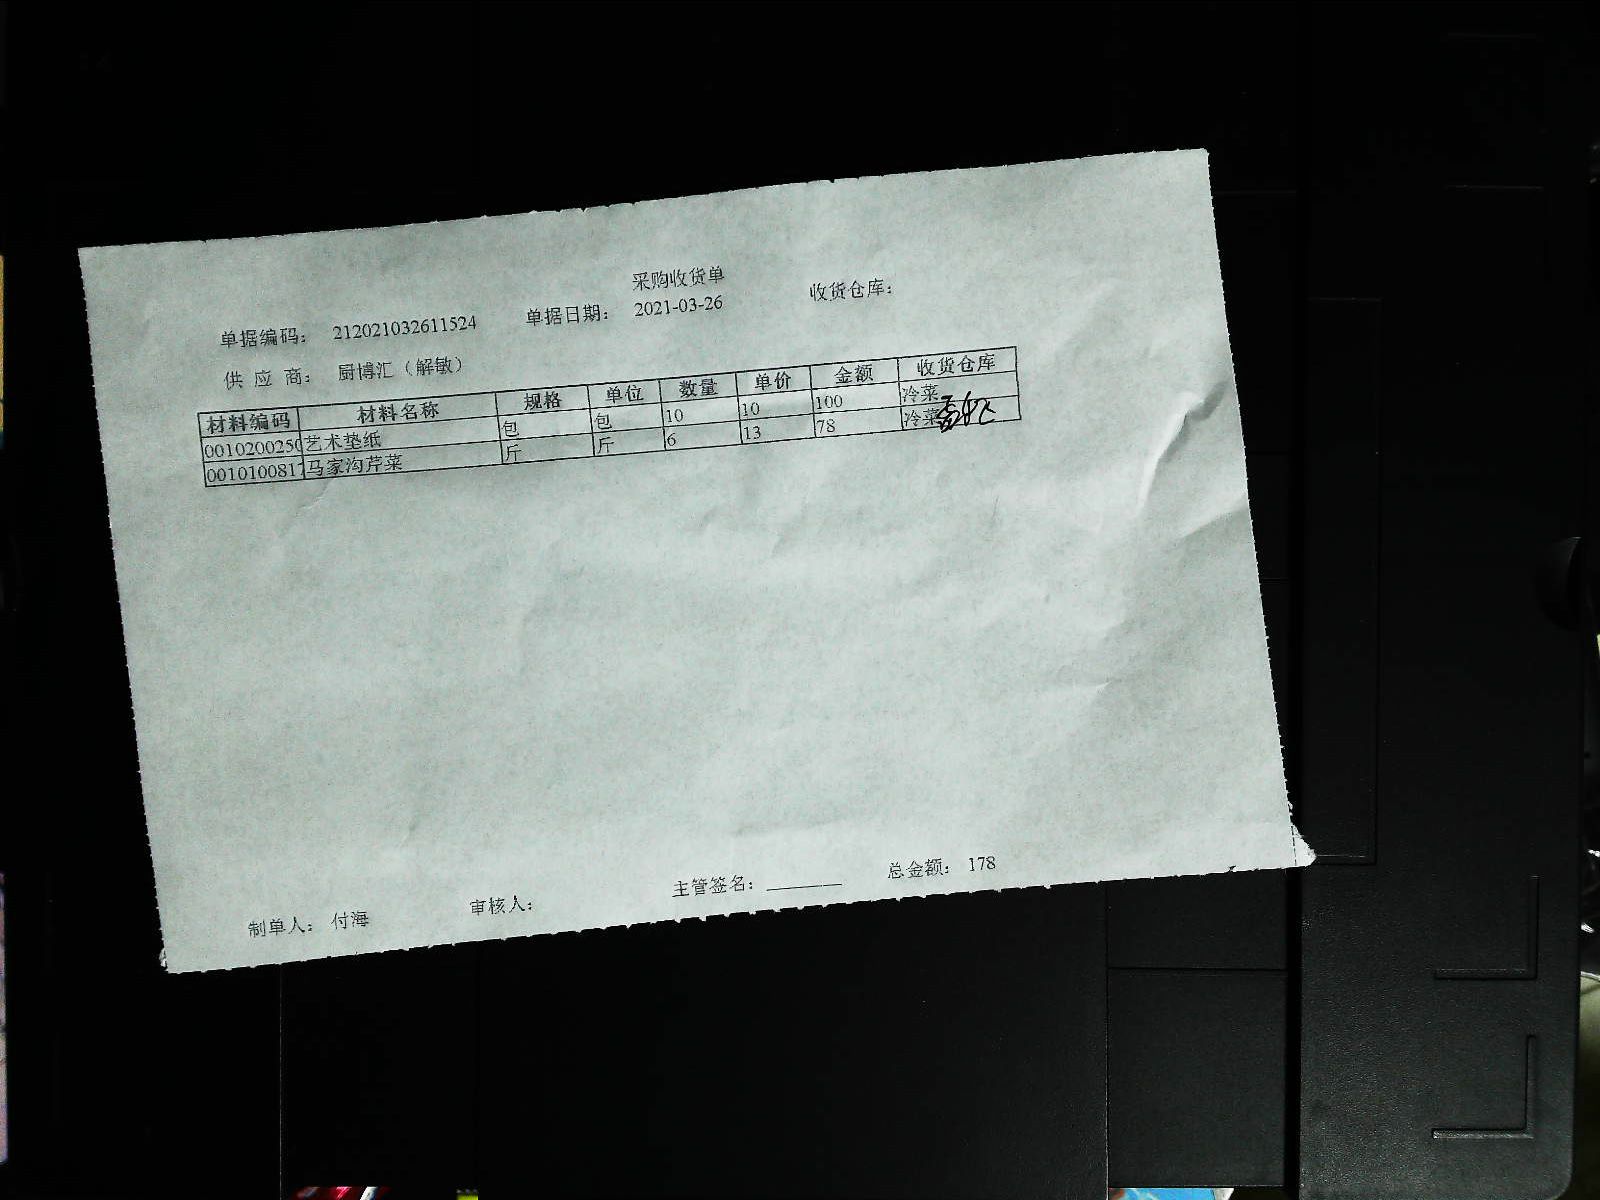 采购收货单
单据编码： 212021032611524 单据日期： 2021-03-26 收货仓库：
供 应 商： 厨博汇（解敏）
材料编码 材料名称 规格 单位 数量 单价 金额 收货仓库
0010200250 艺术垫纸 包 包 10 10 100 冷菜
0010100817 马家沟芹菜 斤 斤 6 13 78 冷菜
制单人： 付海 审核人： 主管签名： 总金额： 178